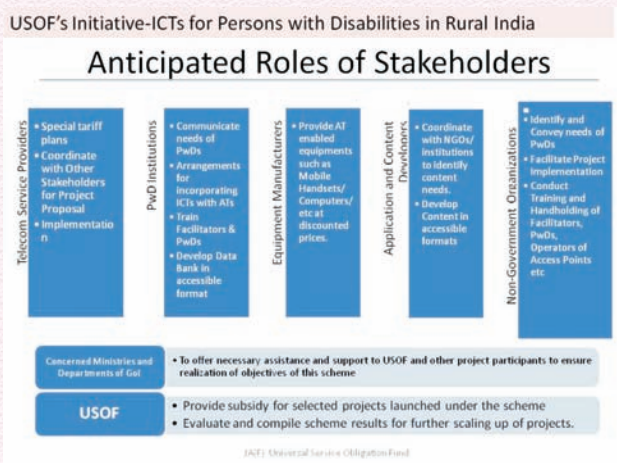 USOF's Initiative-ICTs for Persons with Disabilities in Rural India
Anticipated Roles of Stakeholders
Telecom Service Providers
• Special tariff
plans
• Coordinate
with Other
Stakeholders
for Project
Proposal
• Implementatio
n
PwD Institutions
• Communicate
needs of
PwDs
• Arrangements
for
incorporating
ICTs with ATs
• Train
Facilitators &
PwDs
• Develop Data
Bank in
accessible
format
Equipment Manufacturers
• Provide AT
enabled
equipments
such as
Mobile
Handsets/
Computers/
etc at
discounted
prices.
Application and Content
Developers
• Coordinate
with NGOs/
institutions
to identify
content
needs.
• Develop
Content in
accessible
formats
Non-Government Organizations
• Identify and
Convey needs of
PwDs
• Facilitate Project
Implementation
• Conduct
Training and
Handholding of
Facilitators,
PwDs,
Operators of
Access Points
etc
Concerned Ministries and
Departments of GoI
• To offer necessary assistance and support to USOF and other project participants to ensure
realization of objectives of this scheme
USOF
• Provide subsidy for selected projects launched under the scheme
• Evaluate and compile scheme results for further scaling up of projects.
JA(F) Universal Service Obligation Fund